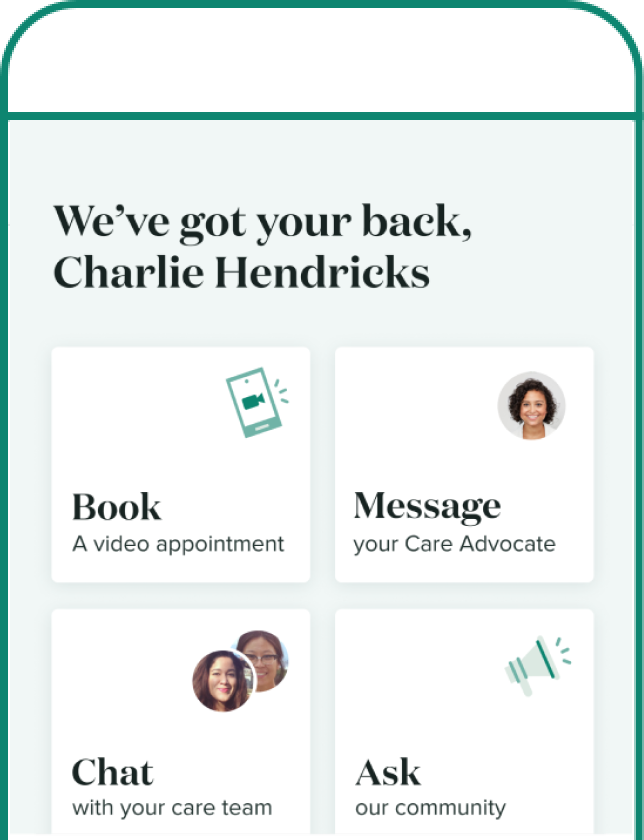 We've got your back,
Charlie Hendricks
Book
A video appointment
Message
your Care Advocate
Chat
with your care team
Ask
our community